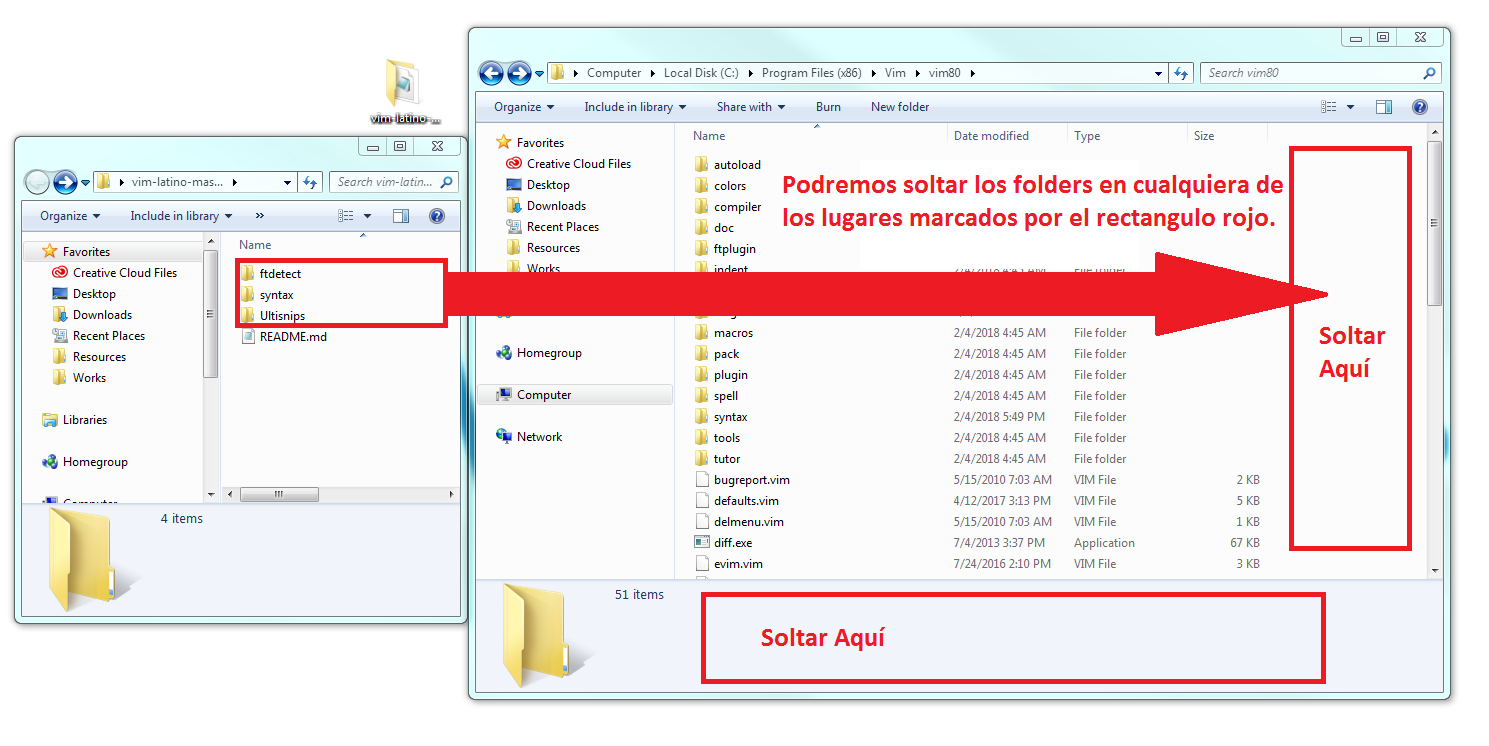 vim-latino-...
vim-latino-mas...
Search vim-latin...
Organize
Include in library
»
Favorites
Creative Cloud Files
Desktop
Downloads
Recent Places
Resources
Works
Libraries
Homegroup
Computer
Name
ftdetect
syntax
Ultisnips
README.md
4 items
Computer
Local Disk (C:)
Program Files (x86)
Vim
vim80
Search vim80
Organize
Include in library
Share with
Burn
New folder
Favorites
Creative Cloud Files
Desktop
Downloads
Recent Places
Resources
Works
Homegroup
Computer
Network
Name Date modified Type Size
autoload
colors
compiler
doc
ftplugin
indent 2/4/2018 4:45 AM File folder
macros 2/4/2018 4:45 AM File folder
pack 2/4/2018 4:45 AM File folder
plugin 2/4/2018 4:45 AM File folder
spell 2/4/2018 4:45 AM File folder
syntax 2/4/2018 5:49 PM File folder
tools 2/4/2018 4:45 AM File folder
tutor 2/4/2018 4:45 AM File folder
bugreport.vim 5/15/2010 7:03 AM VIM File 2 KB
defaults.vim 4/12/2017 3:13 PM VIM File 5 KB
delmenu.vim 5/15/2010 7:03 AM VIM File 1 KB
diff.exe 7/4/2013 3:37 PM Application 67 KB
evim.vim 7/24/2016 2:10 PM VIM File 3 KB
Podremos soltar los folders en cualquiera de
los lugares marcados por el rectangulo rojo.
Soltar
Aquí
51 items
Soltar Aquí